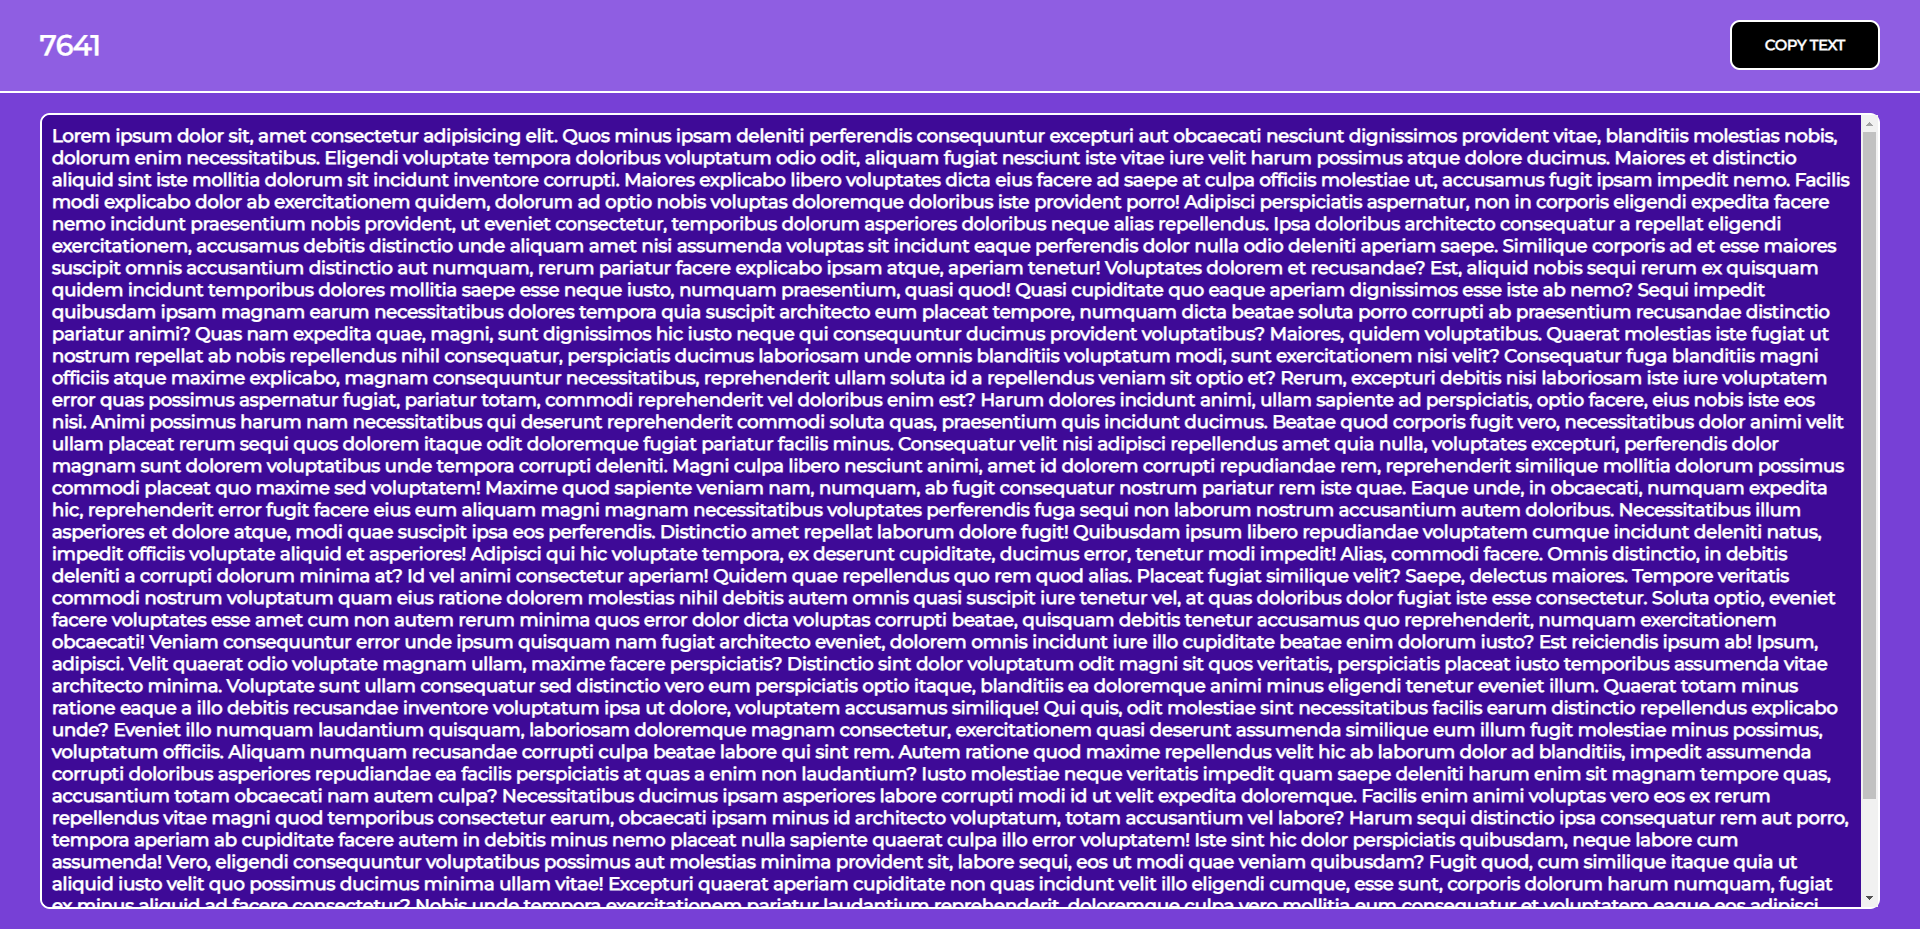 7641
COPY TEXT
Lorem ipsum dolor sit, amet consectetur adipisicing elit. Quos minus ipsam deleniti perferendis consequuntur excepturi aut obcaecati nesciunt dignissimos provident vitae, blanditiis molestias nobis,
dolorum enim necessitatibus. Eligendi voluptate tempora doloribus voluptatum odio odit, aliquam fugiat nesciunt iste vitae iure velit harum possimus atque dolore ducimus. Maiores et distinctio
aliquid sint iste mollitia dolorum sit incidunt inventore corrupti. Maiores explicabo libero voluptates dicta eius facere ad saepe at culpa officiis molestiae ut, accusamus fugit ipsam impedit nemo. Facilis
modi explicabo dolor ab exercitationem quidem, dolorum ad optio nobis voluptas doloremque doloribus iste provident porro! Adipisci perspiciatis aspernatur, non in corporis eligendi expedita facere
nemo incidunt praesentium nobis provident, ut eveniet consectetur, temporibus dolorum asperiores doloribus neque alias repellendus. Ipsa doloribus architecto consequatur a repellat eligendi
exercitationem, accusamus debitis distinctio unde aliquam amet nisi assumenda voluptas sit incidunt eaque perferendis dolor nulla odio deleniti aperiam saepe. Similique corporis ad et esse maiores
suscipit omnis accusantium distinctio aut numquam, rerum pariatur facere explicabo ipsam atque, aperiam tenetur! Voluptates dolorem et recusandae? Est, aliquid nobis sequi rerum ex quisquam
quidem incidunt temporibus dolores mollitia saepe esse neque iusto, numquam praesentium, quasi quod! Quasi cupiditate quo eaque aperiam dignissimos esse iste ab nemo? Sequi impedit
quibusdam ipsam magnam earum necessitatibus dolores tempora quia suscipit architecto eum placeat tempore, numquam dicta beatae soluta porro corrupti ab praesentium recusandae distinctio
pariatur animi? Quas nam expedita quae, magni, sunt dignissimos hic iusto neque qui consequuntur ducimus provident voluptatibus? Maiores, quidem voluptatibus. Quaerat molestias iste fugiat ut
nostrum repellat ab nobis repellendus nihil consequatur, perspiciatis ducimus laboriosam unde omnis blanditiis voluptatum modi, sunt exercitationem nisi velit? Consequatur fuga blanditiis magni
officiis atque maxime explicabo, magnam consequuntur necessitatibus, reprehenderit ullam soluta id a repellendus veniam sit optio et? Rerum, excepturi debitis nisi laboriosam iste iure voluptatem
error quas possimus aspernatur fugiat, pariatur totam, commodi reprehenderit vel doloribus enim est? Harum dolores incidunt animi, ullam sapiente ad perspiciatis, optio facere, eius nobis iste eos
nisi. Animi possimus harum nam necessitatibus qui deserunt reprehenderit commodi soluta quas, praesentium quis incidunt ducimus. Beatae quod corporis fugit vero, necessitatibus dolor animi velit
ullam placeat rerum sequi quos dolorem itaque odit doloremque fugiat pariatur facilis minus. Consequatur velit nisi adipisci repellendus amet quia nulla, voluptates excepturi, perferendis dolor
magnam sunt dolorem voluptatibus unde tempora corrupti deleniti. Magni culpa libero nesciunt animi, amet id dolorem corrupti repudiandae rem, reprehenderit similique mollitia dolorum possimus
commodi placeat quo maxime sed voluptatem! Maxime quod sapiente veniam nam, numquam, ab fugit consequatur nostrum pariatur rem iste quae. Eaque unde, in obcaecati, numquam expedita
hic, reprehenderit error fugit facere eius eum aliquam magni magnam necessitatibus voluptates perferendis fuga sequi non laborum nostrum accusantium autem doloribus. Necessitatibus illum
asperiores et dolore atque, modi quae suscipit ipsa eos perferendis. Distinctio amet repellat laborum dolore fugit! Quibusdam ipsum libero repudiandae voluptatem cumque incidunt deleniti natus,
impedit officiis voluptate aliquid et asperiores! Adipisci qui hic voluptate tempora, ex deserunt cupiditate, ducimus error, tenetur modi impedit! Alias, commodi facere. Omnis distinctio, in debitis
deleniti a corrupti dolorum minima at? Id vel animi consectetur aperiam! Quidem quae repellendus quo rem quod alias. Placeat fugiat similique velit? Saepe, delectus maiores. Tempore veritatis
commodi nostrum voluptatum quam eius ratione dolorem molestias nihil debitis autem omnis quasi suscipit iure tenetur vel, at quas doloribus dolor fugiat iste esse consectetur. Soluta optio, eveniet
facere voluptates esse amet cum non autem rerum minima quos error dolor dicta voluptas corrupti beatae, quisquam debitis tenetur accusamus quo reprehenderit, numquam exercitationem
obcaecati! Veniam consequuntur error unde ipsum quisquam nam fugiat architecto eveniet, dolorem omnis incidunt iure illo cupiditate beatae enim dolorum iusto? Est reiciendis ipsum ab! Ipsum,
adipisci. Velit quaerat odio voluptate magnam ullam, maxime facere perspiciatis? Distinctio sint dolor voluptatum odit magni sit quos veritatis, perspiciatis placeat iusto temporibus assumenda vitae
architecto minima. Voluptate sunt ullam consequatur sed distinctio vero eum perspiciatis optio itaque, blanditiis ea doloremque animi minus eligendi tenetur eveniet illum. Quaerat totam minus
ratione eaque a illo debitis recusandae inventore voluptatum ipsa ut dolore, voluptatem accusamus similique! Qui quis, odit molestiae sint necessitatibus facilis earum distinctio repellendus explicabo
unde? Eveniet illo numquam laudantium quisquam, laboriosam doloremque magnam consectetur, exercitationem quasi deserunt assumenda similique eum illum fugit molestiae minus possimus,
voluptatum officiis. Aliquam numquam recusandae corrupti culpa beatae labore qui sint rem. Autem ratione quod maxime repellendus velit hic ab laborum dolor ad blanditiis, impedit assumenda
corrupti doloribus asperiores repudiandae ea facilis perspiciatis at quas a enim non laudantium? Iusto molestiae neque veritatis impedit quam saepe deleniti harum enim sit magnam tempore quas,
accusantium totam obcaecati nam autem culpa? Necessitatibus ducimus ipsam asperiores labore corrupti modi id ut velit expedita doloremque. Facilis enim animi voluptas vero eos ex rerum
repellendus vitae magni quod temporibus consectetur earum, obcaecati ipsam minus id architecto voluptatum, totam accusantium vel labore? Harum sequi distinctio ipsa consequatur rem aut porro,
tempora aperiam ab cupiditate facere autem in debitis minus nemo placeat nulla sapiente quaerat culpa illo error voluptatem! Iste sint hic dolor perspiciatis quibusdam, neque labore cum
assumenda! Vero, eligendi consequuntur voluptatibus possimus aut molestias minima provident sit, labore sequi, eos ut modi quae veniam quibusdam? Fugit quod, cum similique itaque quia ut
aliquid iusto velit quo possimus ducimus minima ullam vitae! Excepturi quaerat aperiam cupiditate non quas incidunt velit illo eligendi cumque, esse sunt, corporis dolorum harum numquam, fugiat
ex minus aliquid ad facere consectetur? Nobis unde tempora exercitationem pariatur laudantium reprehenderit, doloremque culpa vero mollitia eum consequatur et voluptatem eaque eos adipisci